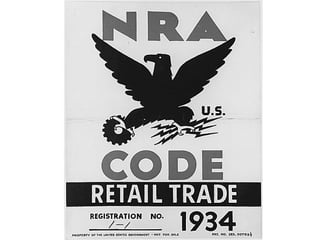 NRA
U.S.
CODE
RETAIL TRADE
REGISTRATION NO.
1934
PROPERTY OF THE UNITED STATES GOVERNMENT - NOT FOR SALE